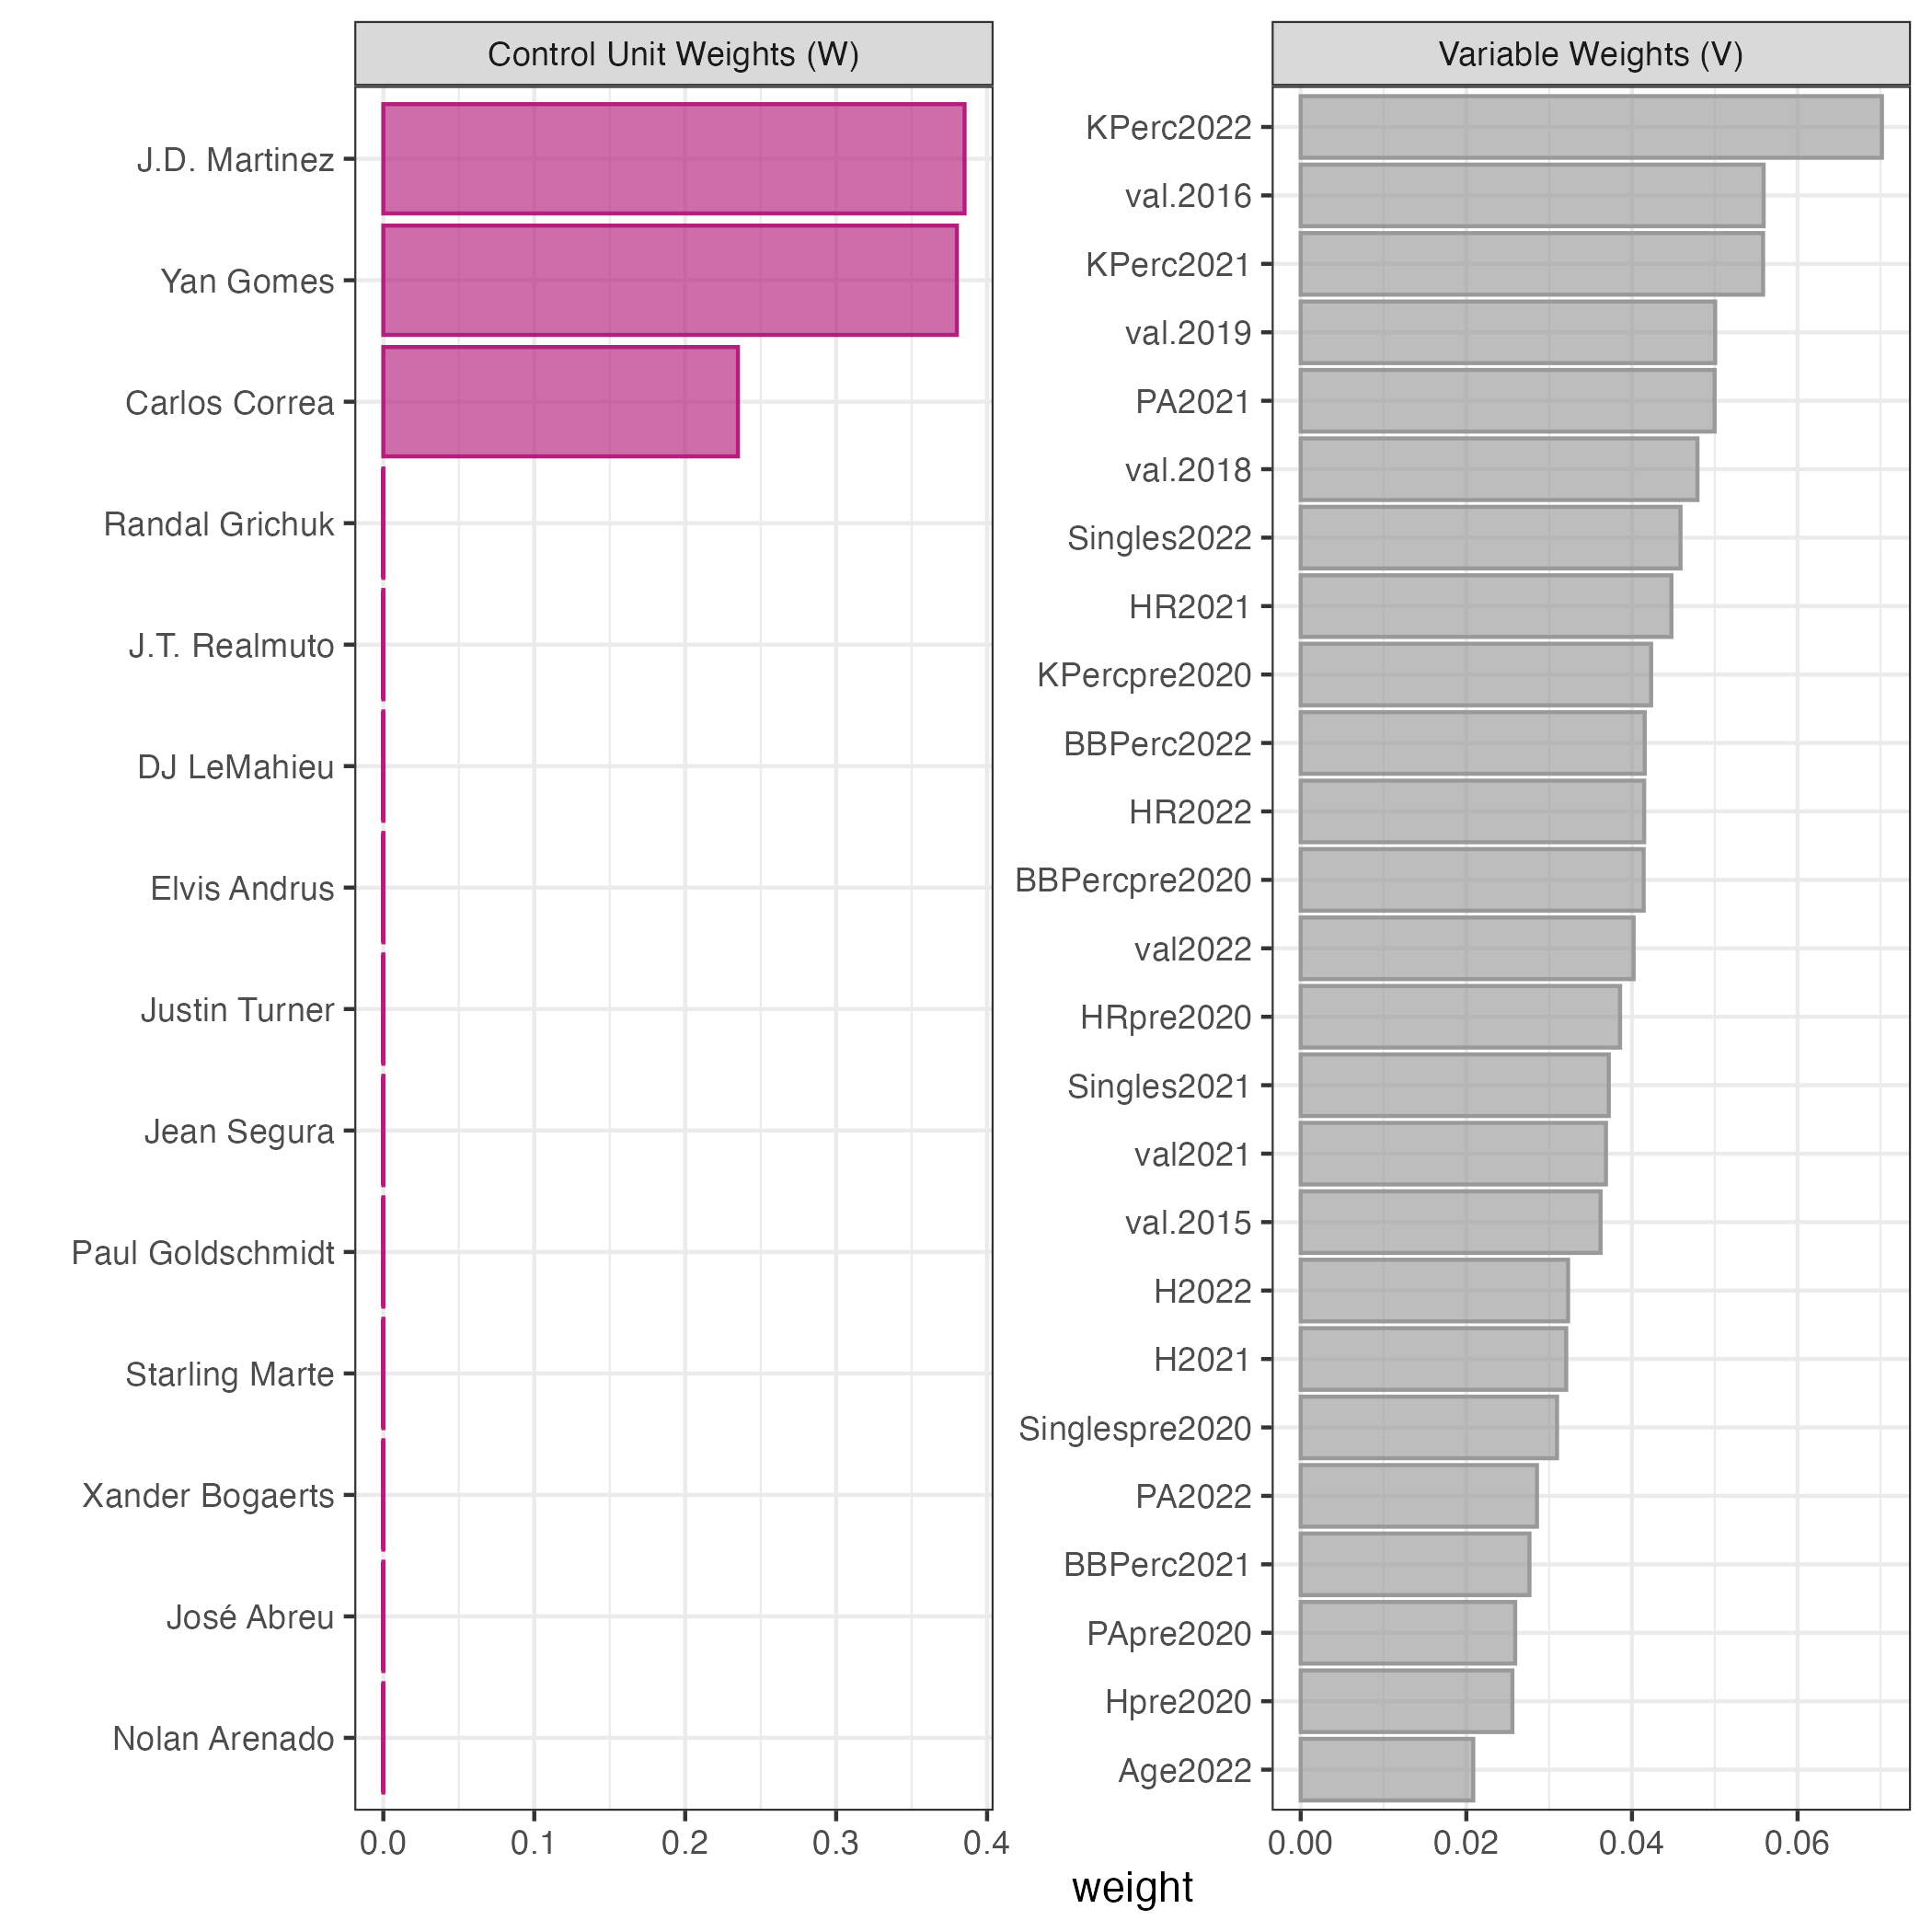 Control Unit Weights (W)
J.D. Martinez
Yan Gomes
Carlos Correa
Randal Grichuk
J.T. Realmuto
DJ LeMahieu
Elvis Andrus
Justin Turner
Jean Segura
Paul Goldschmidt
Starling Marte
Xander Bogaerts
José Abreu
Nolan Arenado
0.0 0.1 0.2 0.3 0.4
Variable Weights (V)
KPerc2022
val.2016
KPerc2021
val.2019
PA2021
val.2018
Singles2022
HR2021
KPercpre2020
BBPerc2022
HR2022
BBPercpre2020
val2022
HRpre2020
Singles2021
val2021
val.2015
H2022
H2021
Singlespre2020
PA2022
BBPerc2021
PApre2020
Hpre2020
Age2022
0.00 0.02 0.04 0.06
weight